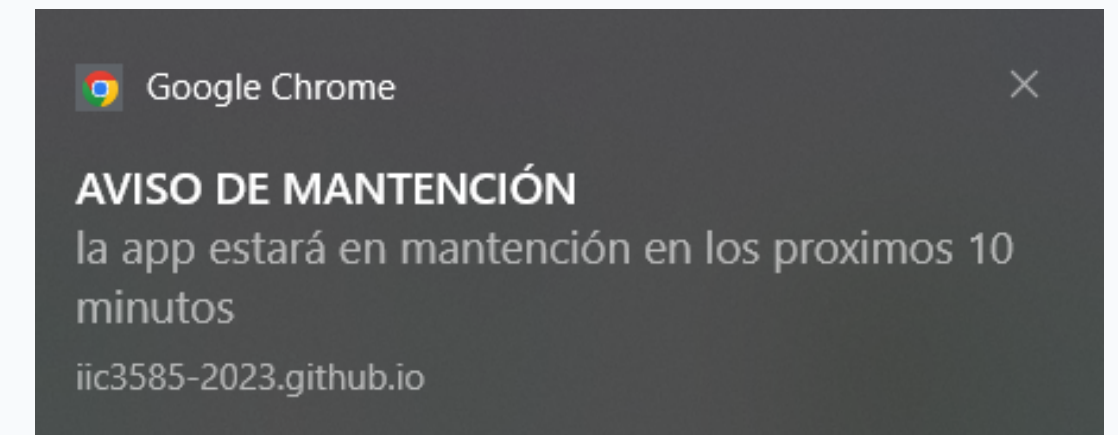 Google Chrome
AVISO DE MANTENCIÓN
la app estará en mantención en los proximos 10
minutos
iic3585-2023.github.io